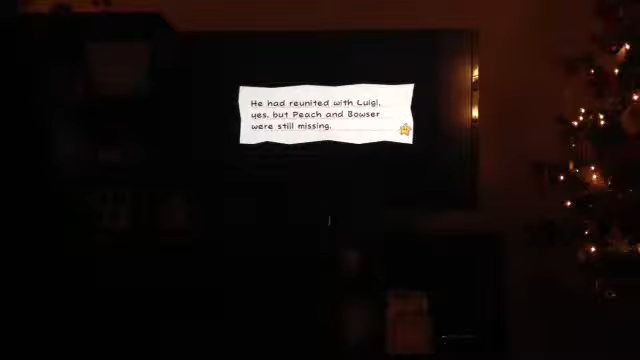 He had reunited with Luigi,
yes, but Peach and Bowser
were still missing.